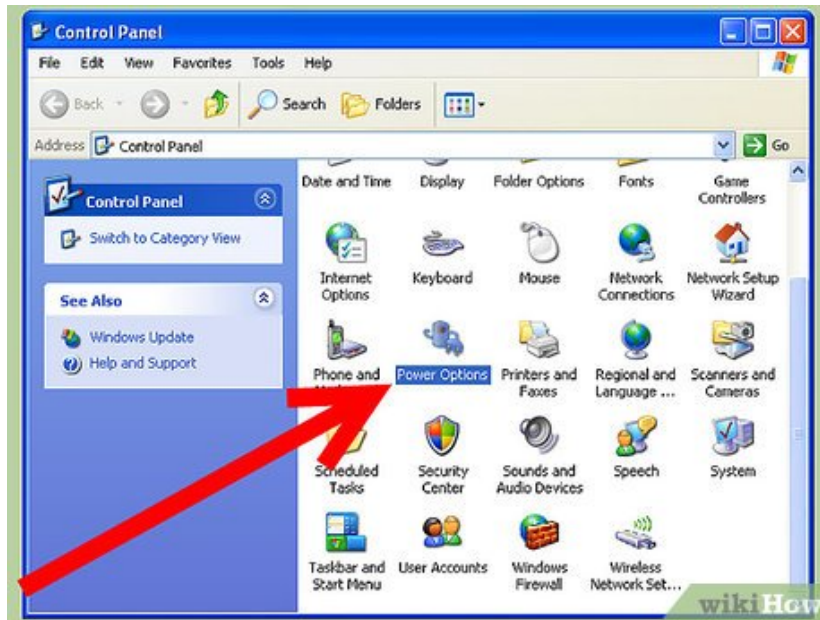 Control Panel
File Edit View Favorites Tools Help
Back Search Folders
Address Control Panel Go
Control Panel
Switch to Category View
See Also
Windows Update
Help and Support
Date and Time Display Folder Options Fonts Game
Controllers
Internet Keyboard Mouse Network Network Setup
Options Connections Wizard
Phone and Power Options Printers and Regional and Scanners and
Faxes Language ... Cameras
Scheduled Security Sounds and Speech System
Tasks Center Audio Devices
Taskbar and User Accounts Windows Wireless
Start Menu Firewall Network Set...
wikiHow